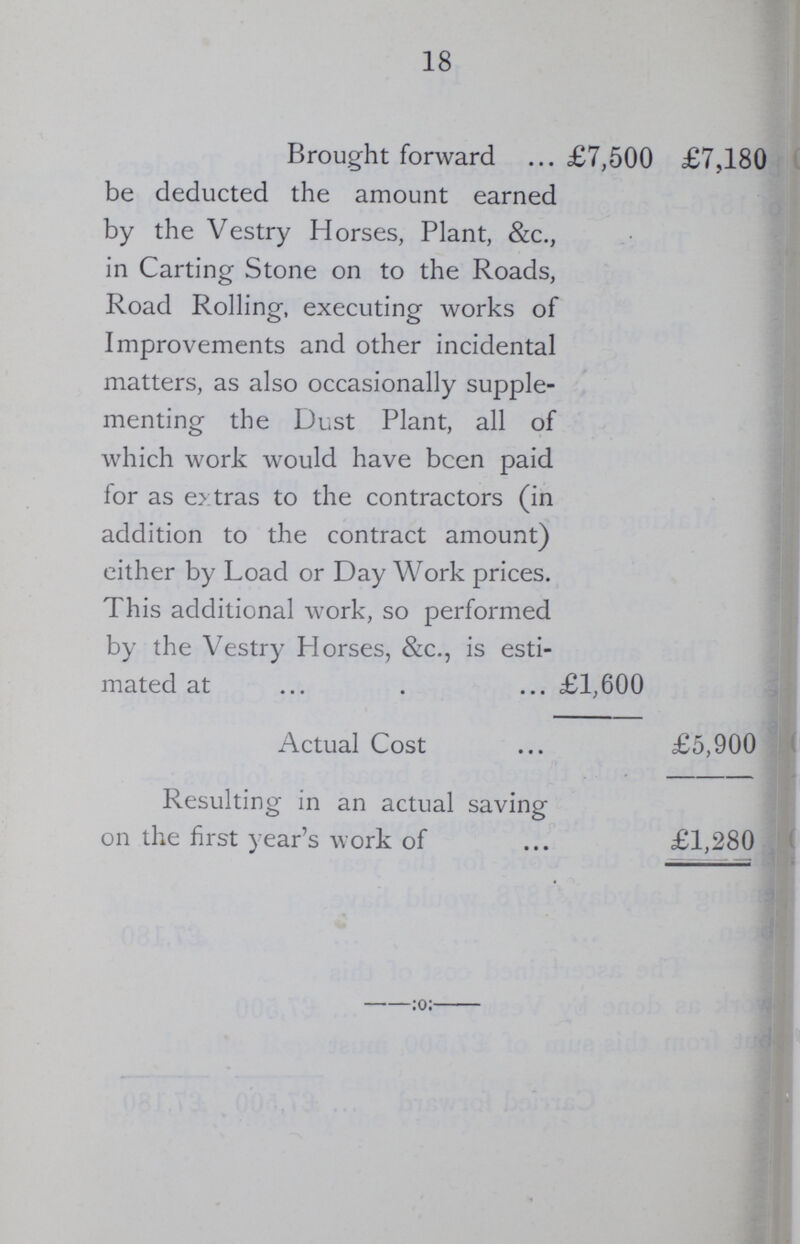 18
Brought forward ... £7,500 £7,180
be deducted the amount earned
by the Vestry Horses, Plant, &c.,
in Carting Stone on to the Roads,
Road Rolling, executing works of
Improvements and other incidental
matters, as also occasionally supple-
menting the Dust Plant, all of
which work would have been paid
for as extras to the contractors (in
addition to the contract amount)
either by Load or Day Work prices.
This additional work, so performed
by the Vestry Horses, &c., is esti-
mated at ... . ... £1,600
Actual Cost ... £5,900
Resulting in an actual saving
on the first year's work of ... £1,280
——:o:——